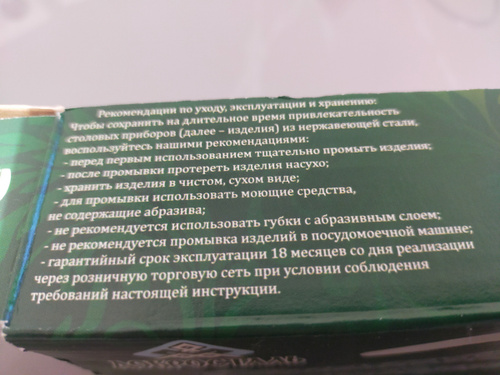 Рекомендации по уходу, эксплуатации и хранению:
Чтобы сохранить на длительное время привлекательность
столовых приборов (далее – изделия) из нержавеющей стали,
воспользуйтесь нашими рекомендациями:
- перед первым использованием тщательно промыть изделия;
- после промывки протереть изделия насухо;
- хранить изделия в чистом, сухом виде;
- для промывки использовать моющие средства,
не содержащие абразива;
- не рекомендуется использовать губки с абразивным слоем;
- не рекомендуется промывка изделий в посудомоечной машине;
- гарантийный срок эксплуатации 18 месяцев со дня реализации
через розничную торговую сеть при условии соблюдения
требований настоящей инструкции.